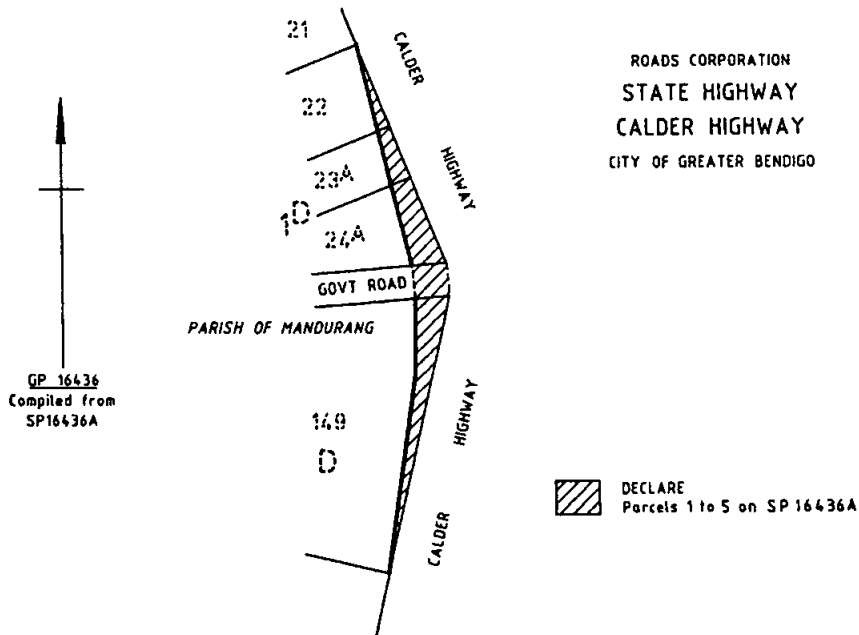 21
CALDER
HIGHWAY
ROADS CORPORATION
STATE HIGHWAY
CALDER HIGHWAY
CITY OF GREATER BENDIGO
22
23A
1D
24A
GOVT ROAD
PARISH OF MANDURANG
GP 16436
Compiled from
SP16436A
149
D
HIGHWAY
CALDER
DECLARE
Parcels 1 to 5 on SP 16436A